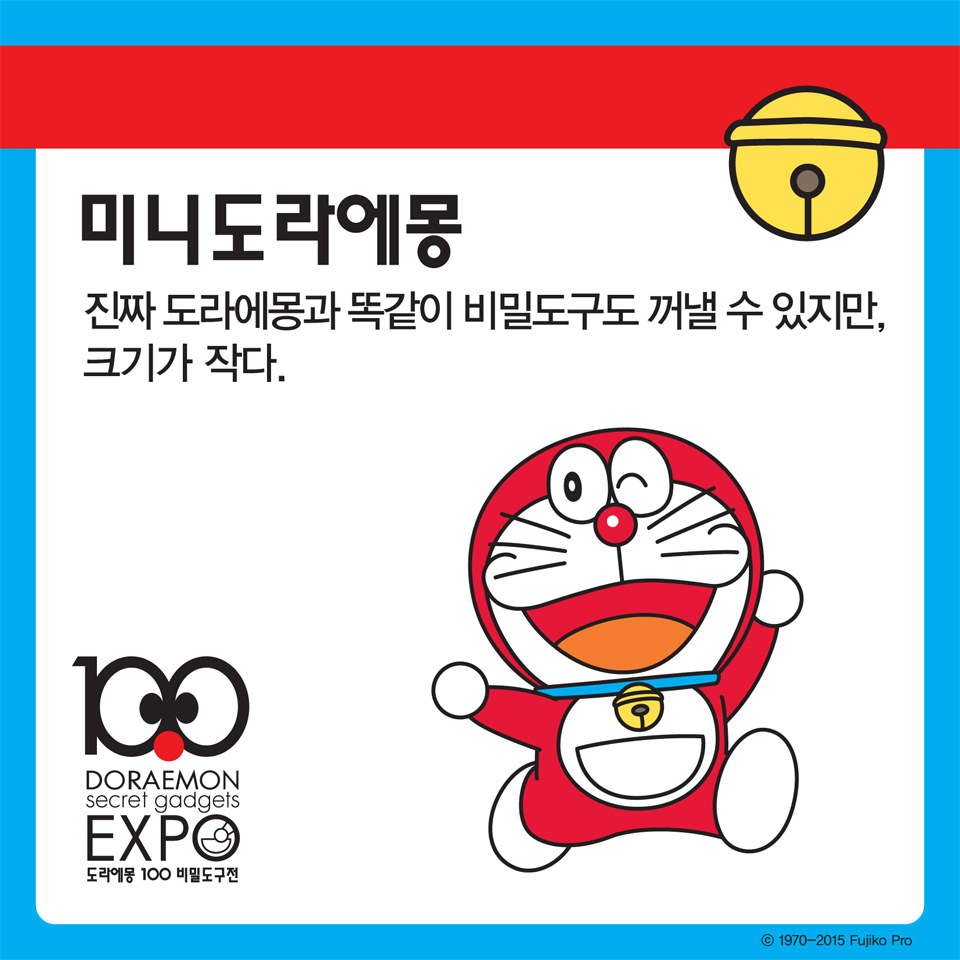 미니도라에몽
진짜 도라에몽과 똑같이 비밀도구도 꺼낼 수 있지만,
크기가 작다.
100
DORAEMON
secret gadgets
EXPO
도라에몽 100 비밀도구전
© 1970-2015 Fujiko Pro